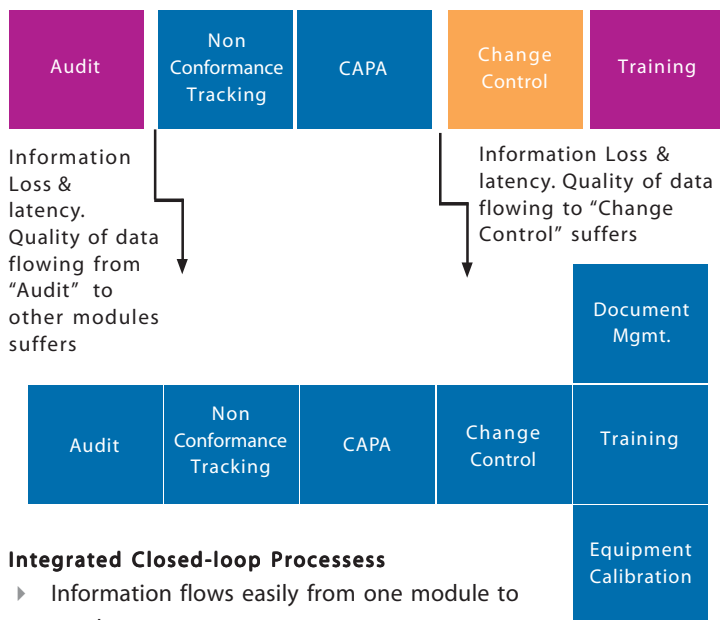 Audit
Non
Conformance
Tracking
CAPA
Change
Control
Training
Information
Loss &
latency.
Quality of data
flowing from
“Audit” to
other modules
suffers
Information Loss &
latency. Quality of data
flowing to “Change
Control” suffers
Document
Mgmt.
Audit
Non
Conformance
Tracking
CAPA
Change
Control
Training
Equipment
Calibration
Integrated Closed-loop Processess
Information flows easily from one module to